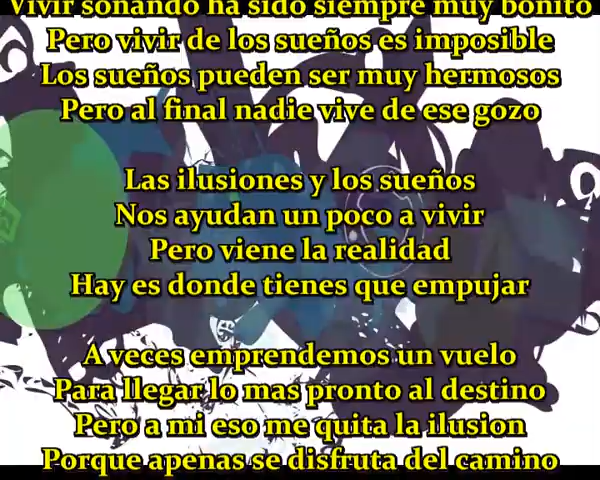 Vivir soñando ha sido siempre muy bonito
Pero vivir de los sueños es imposible
Los sueños pueden ser muy hermosos
Pero al final nadie vive de ese gozo
Las ilusiones y los sueños
Nos ayudan un poco a vivir
Pero viene la realidad
Hay es donde tienes que empujar
A veces emprendemos un vuelo
Para llegar lo mas pronto al destino
Pero a mi eso me quita la ilusion
Porque apenas se disfruta del camino